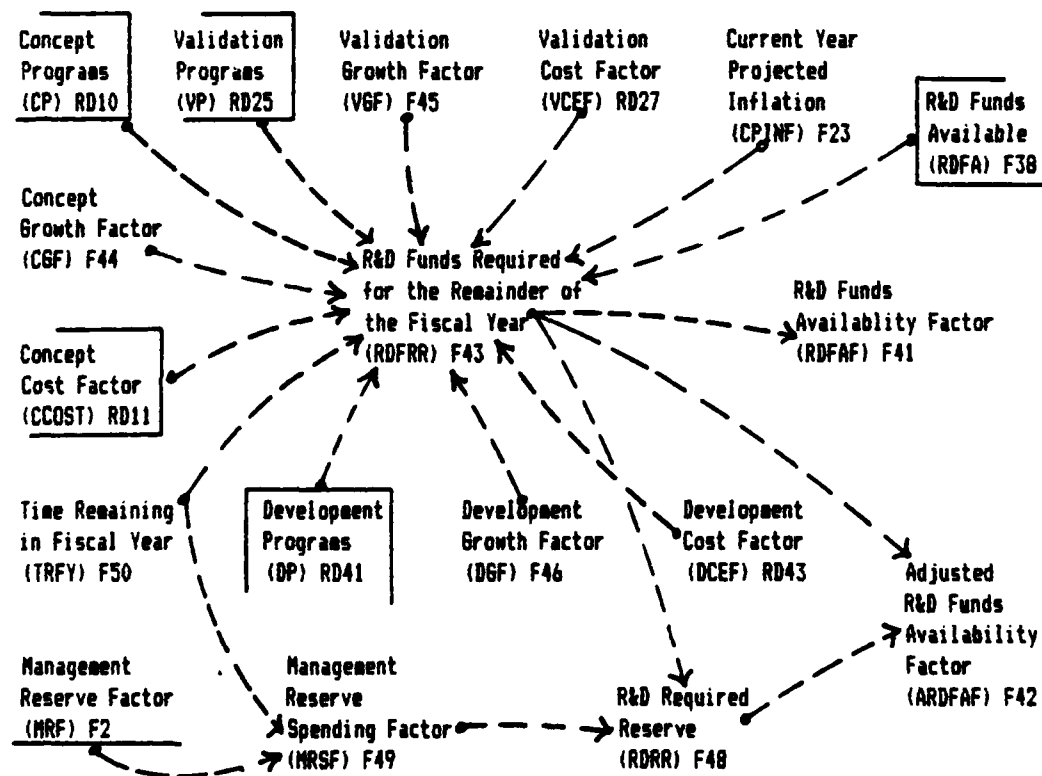 Concept
Programs
(CP) RD10
Validation
Programs
(VP) RD25
Validation
Growth Factor
(VGF) F45
Validation
Cost Factor
(VCEF) RD27
Current Year
Projected
Inflation
(CPINF) F23
R&D Funds
Available
(RDFA) F38
Concept
Growth Factor
(CGF) F44
R&D Funds Required
for the Remainder of
the Fiscal Year
(RDFRR) F43
R&D Funds
Availablity Factor
(RDFAF) F41
Concept
Cost Factor
(CCOST) RD11
Time Remaining
in Fiscal Year
(TRFY) F50
Development
Programs
(DP) RD41
Development
Growth Factor
(DGF) F46
Development
Cost Factor
(DCEF) RD43
Adjusted
R&D Funds
Availability
Factor
(ARDFAF) F42
Management
Reserve Factor
(MRF) F2
Management
Reserve
Spending Factor
(MRSF) F49
R&D Required
Reserve
(RDRR) F48